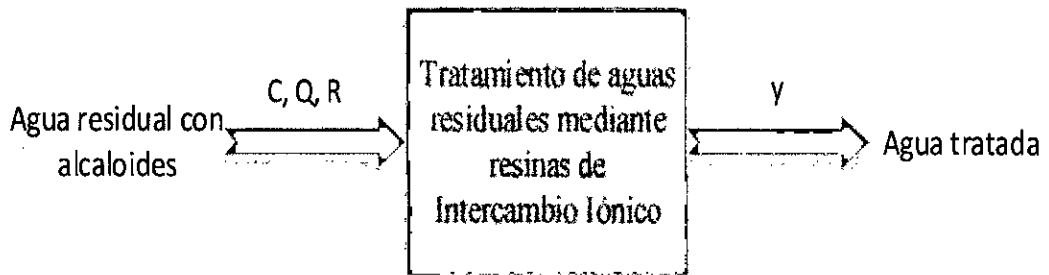 Agua residual con
alcaloides
C, Q, R
Tratamiento de aguas
residuales mediante
resinas de
Intercambio Iónico
y
Agua tratada